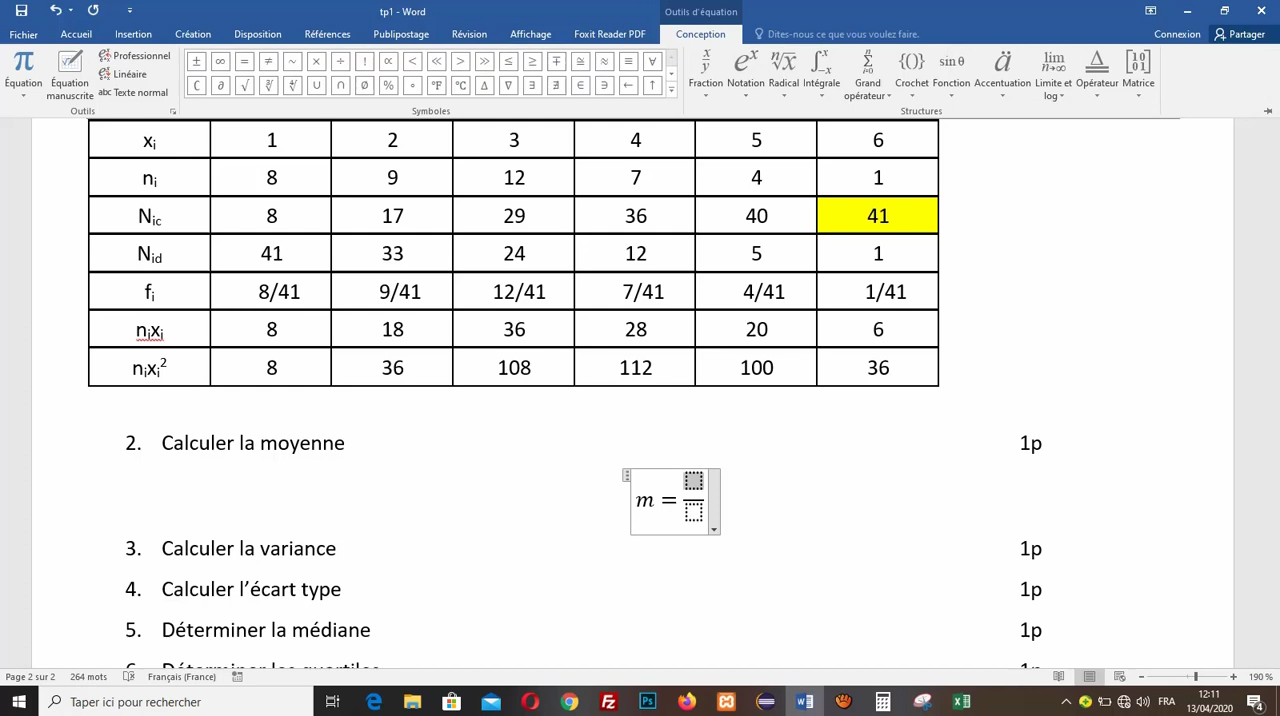 tp1 - Word
Outils d'équation
Fichier Accueil Insertion Création Disposition Références Publipostage Révision Affichage Foxit Reader PDF Conception Dites-nous ce que vous voulez faire. Connexion Partager
π Équation
Équation manuscrite
Professionnel
Linéaire
abc Texte normal
± ∞ = ≠ ~ × ÷ ! ∝ < ≪ > ≫ ≤ ≥ ∓ ≅ ≈ ≡ ∀
∁ ∂ √ ∛ ∜ ∪ ∩ ∅ % ° °F °C ∆ ∇ ∃ ∄ ∈ ∋ ← ↑
Fraction Notation Radical Intégrale Grand opérateur Crochet Fonction Accentuation Limite et log Opérateur Matrice
Outils Symboles Structures
xᵢ 1 2 3 4 5 6
nᵢ 8 9 12 7 4 1
Nic 8 17 29 36 40 41
Nid 41 33 24 12 5 1
fᵢ 8/41 9/41 12/41 7/41 4/41 1/41
nᵢxᵢ 8 18 36 28 20 6
nᵢxᵢ² 8 36 108 112 100 36
2. Calculer la moyenne 1p
m =
3. Calculer la variance 1p
4. Calculer l’écart type 1p
5. Déterminer la médiane 1p
6. Déterminer les quartiles 1p
Page 2 sur 2 264 mots Français (France) 190 %
Taper ici pour rechercher
FRA
12:11
13/04/2020